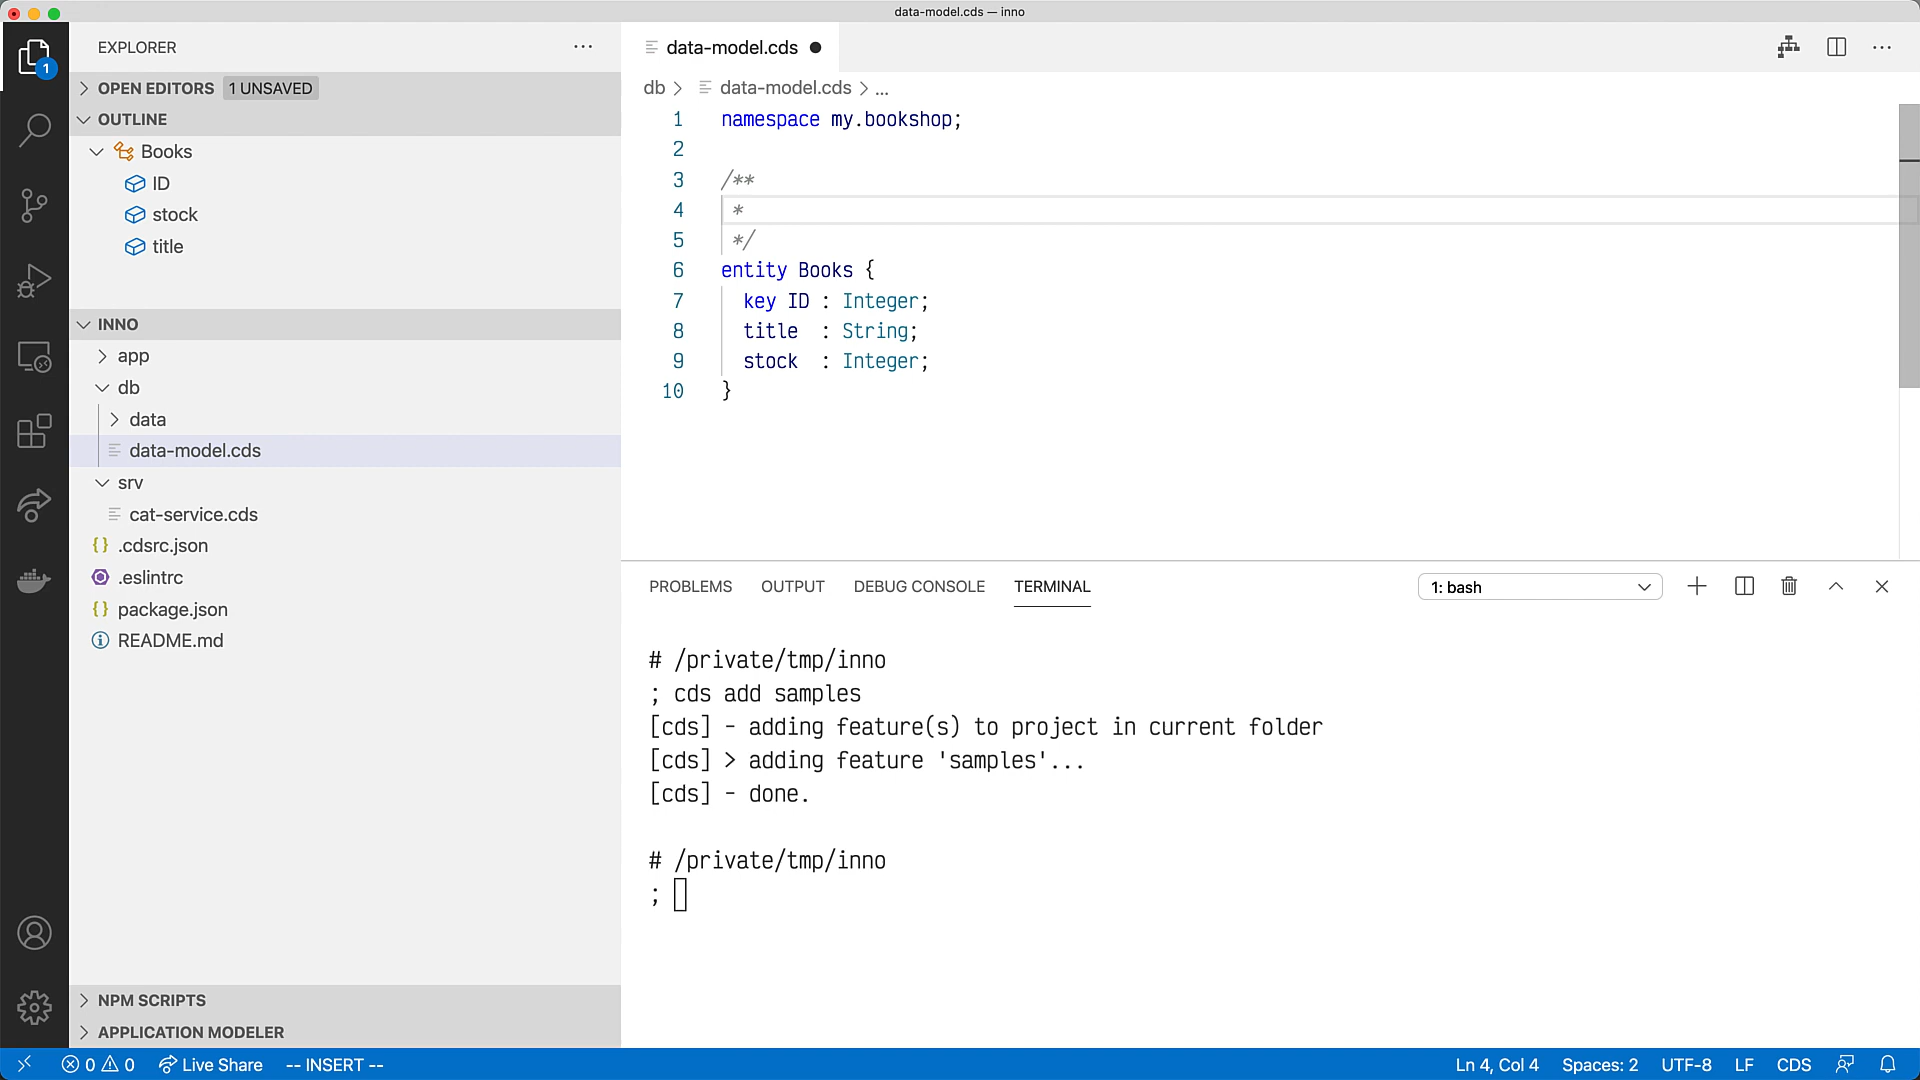 data-model.cds — inno
1
EXPLORER
OPEN EDITORS 1 UNSAVED
OUTLINE
Books
ID
stock
title
INNO
app
db
data
data-model.cds
srv
cat-service.cds
.cdsrc.json
.eslintrc
package.json
README.md
NPM SCRIPTS
APPLICATION MODELER
data-model.cds
db > data-model.cds > ...
1 namespace my.bookshop;
2
3 /**
4 *
5 */
6 entity Books {
7 key ID : Integer;
8 title : String;
9 stock : Integer;
10 }
PROBLEMS OUTPUT DEBUG CONSOLE TERMINAL 1: bash
# /private/tmp/inno
; cds add samples
[cds] - adding feature(s) to project in current folder
[cds] > adding feature 'samples'...
[cds] - done.
# /private/tmp/inno
;
0 0 Live Share -- INSERT -- Ln 4, Col 4 Spaces: 2 UTF-8 LF CDS